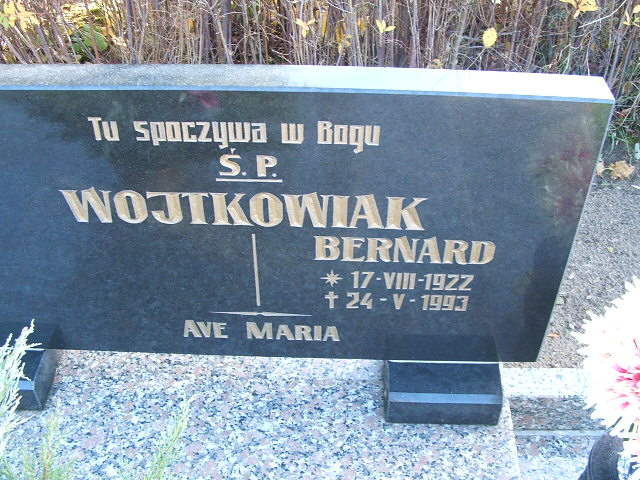 Tu spoczywa w Bogu
Ś. P.
WOJTKOWIAK
BERNARD
* 17-VIII-1922
† 24-V-1993
AVE MARIA